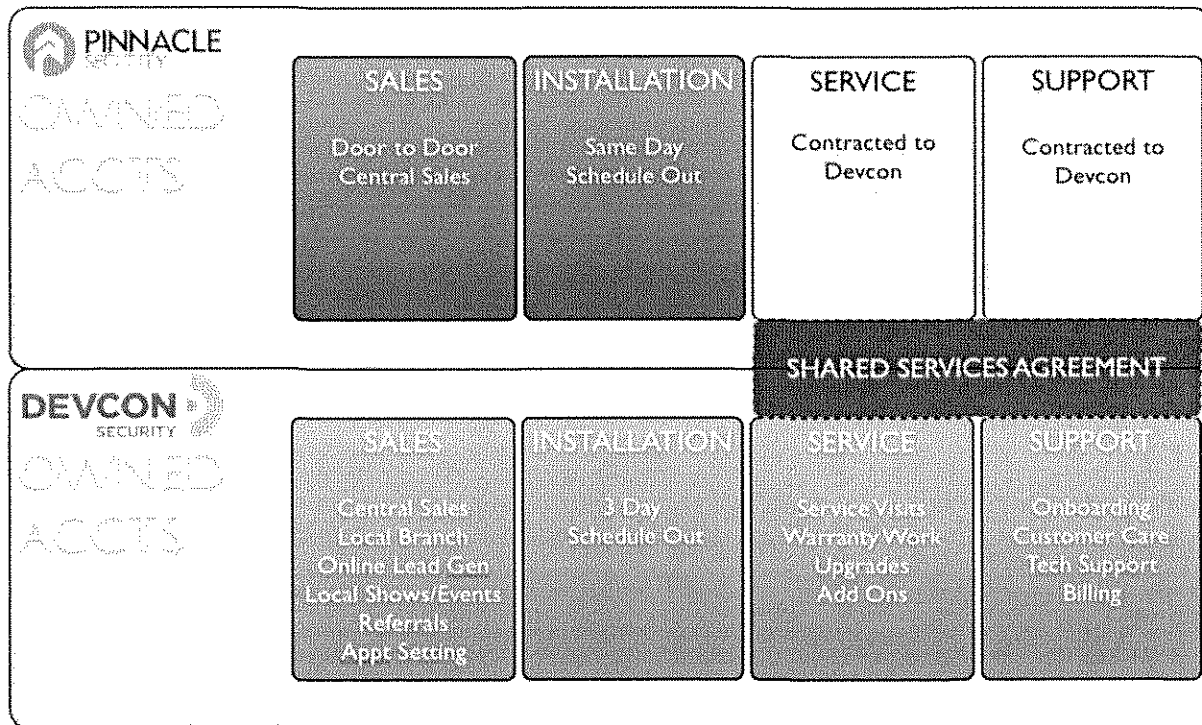 PINNACLE
SECURITY
OWNED
ACCTS
SALES
Door to Door
Central Sales
INSTALLATION
Same Day
Schedule Out
SERVICE
Contracted to
Devcon
SUPPORT
Contracted to
Devcon
SHARED SERVICES AGREEMENT
DEVCON
SECURITY
OWNED
ACCTS
SALES
Central Sales
Local Branch
Online Lead Gen
Local Shows/Events
Referrals
Appt Setting
INSTALLATION
3 Day
Schedule Out
SERVICE
Service Visits
Warranty Work
Upgrades
Add Ons
SUPPORT
Onboarding
Customer Care
Tech Support
Billing